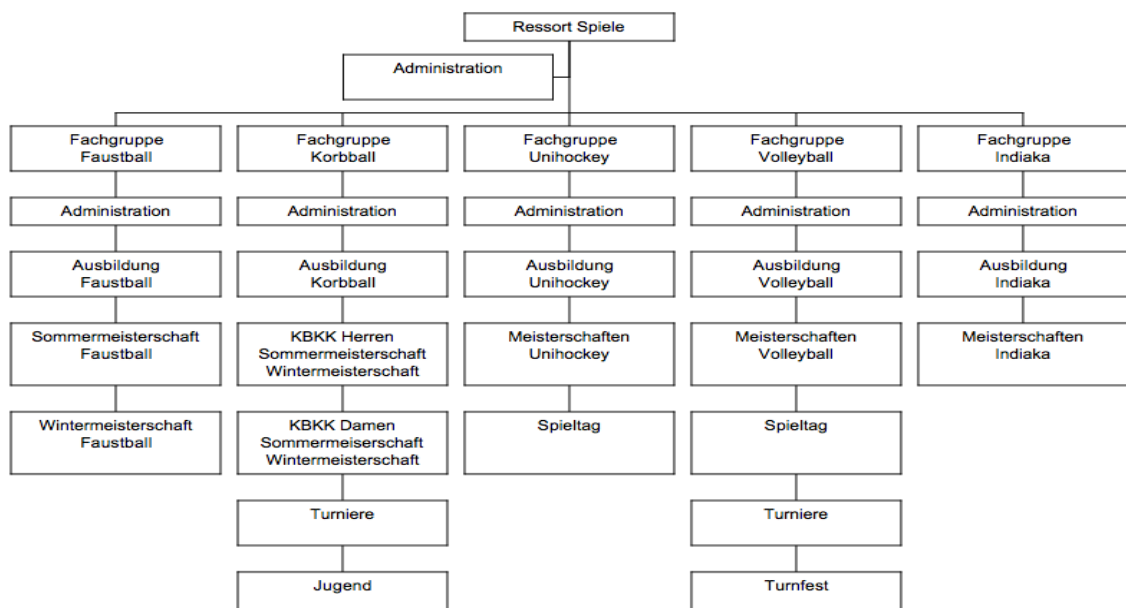 Ressort Spiele
Administration
Fachgruppe
Faustball
Fachgruppe
Korbball
Fachgruppe
Unihockey
Fachgruppe
Volleyball
Fachgruppe
Indiaka
Administration
Administration
Administration
Administration
Administration
Ausbildung
Faustball
Ausbildung
Korbball
Ausbildung
Unihockey
Ausbildung
Volleyball
Ausbildung
Indiaka
Sommermeisterschaft
Faustball
KBKK Herren
Sommermeisterschaft
Wintermeisterschaft
Meisterschaften
Unihockey
Meisterschaften
Volleyball
Meisterschaften
Indiaka
Wintermeisterschaft
Faustball
KBKK Damen
Sommermeiserschaft
Wintermeisterschaft
Spieltag
Spieltag
Turniere
Turniere
Jugend
Turnfest